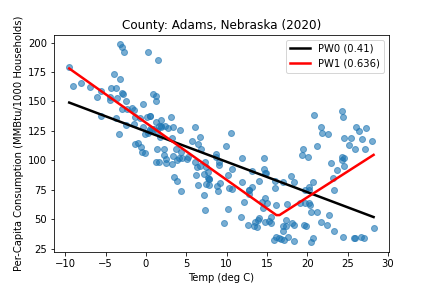 County: Adams, Nebraska (2020)
PW0 (0.41)
PW1 (0.636)
Per-Capita Consumption (MMBtu/1000 Households)
200
175
150
125
100
75
50
25
−10 −5 0 5 10 15 20 25 30
Temp (deg C)